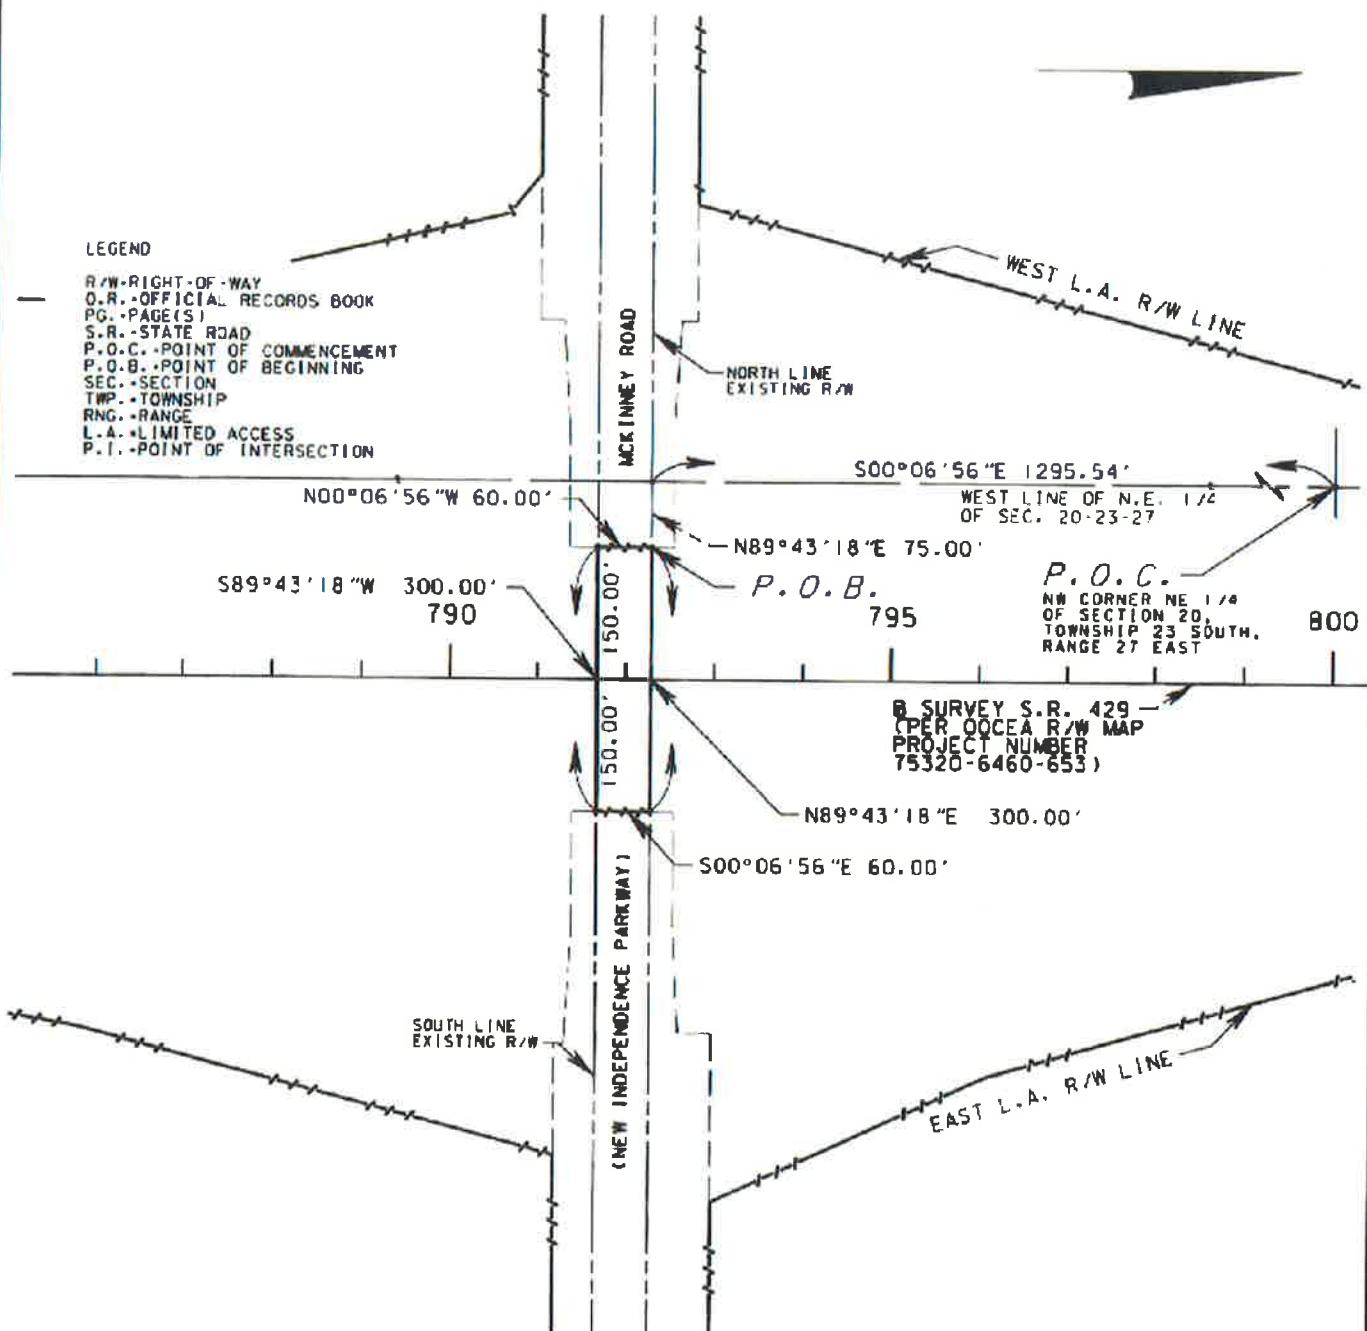 LEGEND
R/W-RIGHT-OF-WAY
O.R.-OFFICIAL RECORDS BOOK
PG.-PAGE(S)
S.R.-STATE ROAD
P.O.C.-POINT OF COMMENCEMENT
P.O.B.-POINT OF BEGINNING
SEC.-SECTION
TWP.-TOWNSHIP
RNG.-RANGE
L.A.-LIMITED ACCESS
P.I.-POINT OF INTERSECTION
WEST L.A. R/W LINE
MCKINNEY ROAD
NORTH LINE
EXISTING R/W
S00°06'56"E 1295.54'
WEST LINE OF N.E. 1/4
OF SEC. 20-23-27
N00°06'56"W 60.00'
N89°43'18"E 75.00'
S89°43'18"W 300.00'
P.O.B.
P.O.C.
NW CORNER NE 1/4
OF SECTION 20,
TOWNSHIP 23 SOUTH,
RANGE 27 EAST
790
795
800
150.00'
150.00'
B SURVEY S.R. 429
(PER OOCEA R/W MAP
PROJECT NUMBER
75320-6460-653)
N89°43'18"E 300.00'
S00°06'56"E 60.00'
(NEW INDEPENDENCE PARKWAY)
SOUTH LINE
EXISTING R/W
EAST L.A. R/W LINE